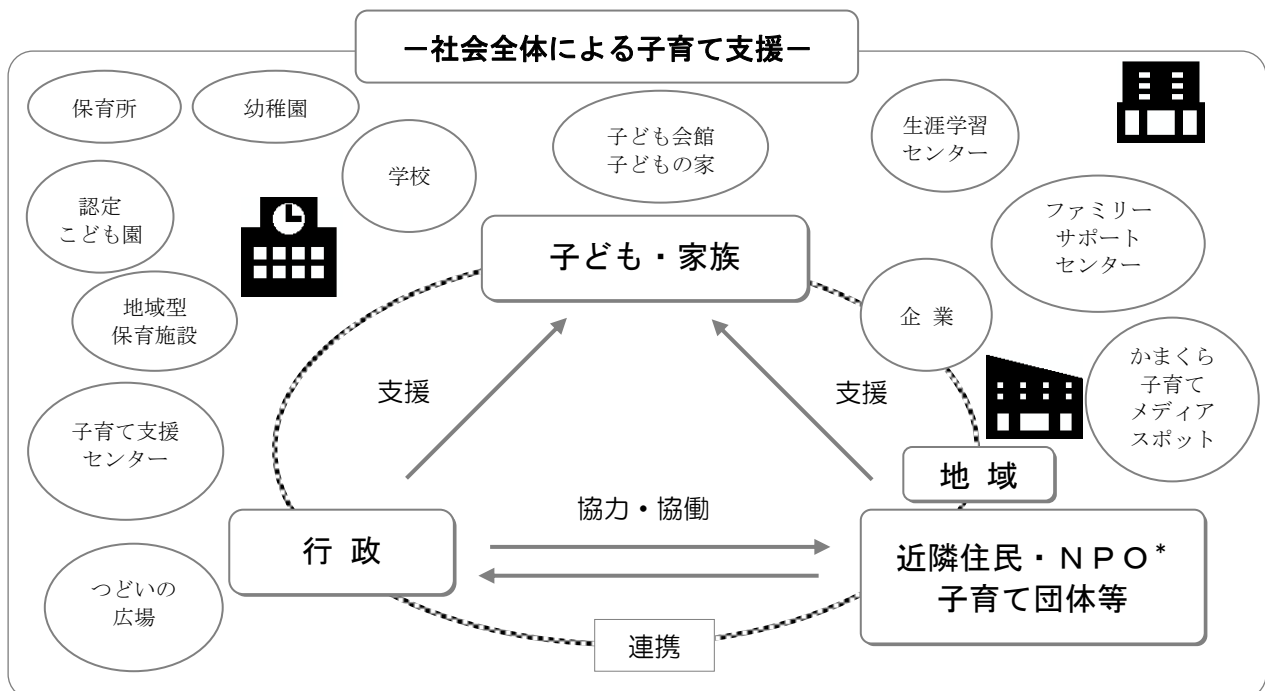 －社会全体による子育て支援－
保育所
幼稚園
学校
子ども会館
子どもの家
生涯学習
センター
認定
こども園
ファミリー
サポート
センター
子ども・家族
地域型
保育施設
企 業
かまくら
子育て
メディア
スポット
支援
支援
子育て支援
センター
地 域
協力・協働
行 政
近隣住民・ＮＰＯ*
子育て団体等
つどいの
広場
連携